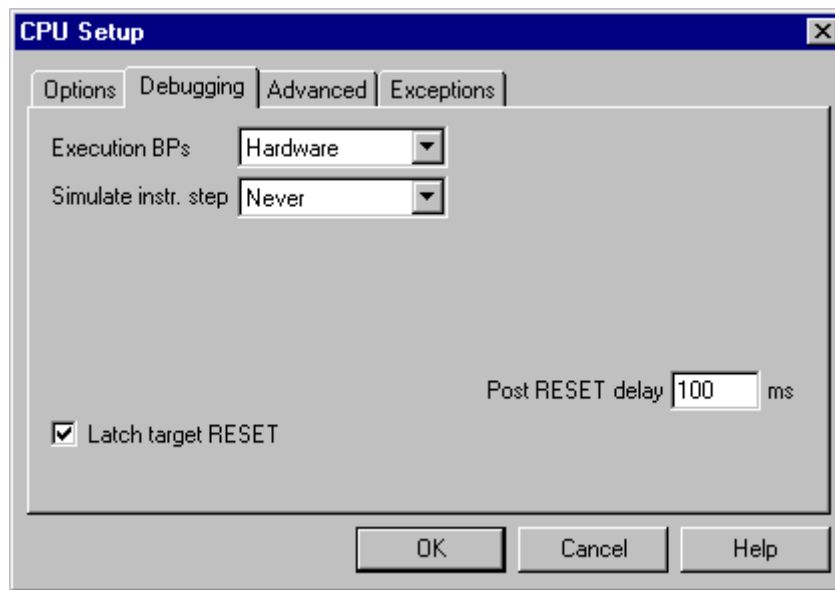 CPU Setup
Options Debugging Advanced Exceptions
Execution BPs Hardware
Simulate instr. step Never
Post RESET delay 100 ms
Latch target RESET
OK Cancel Help